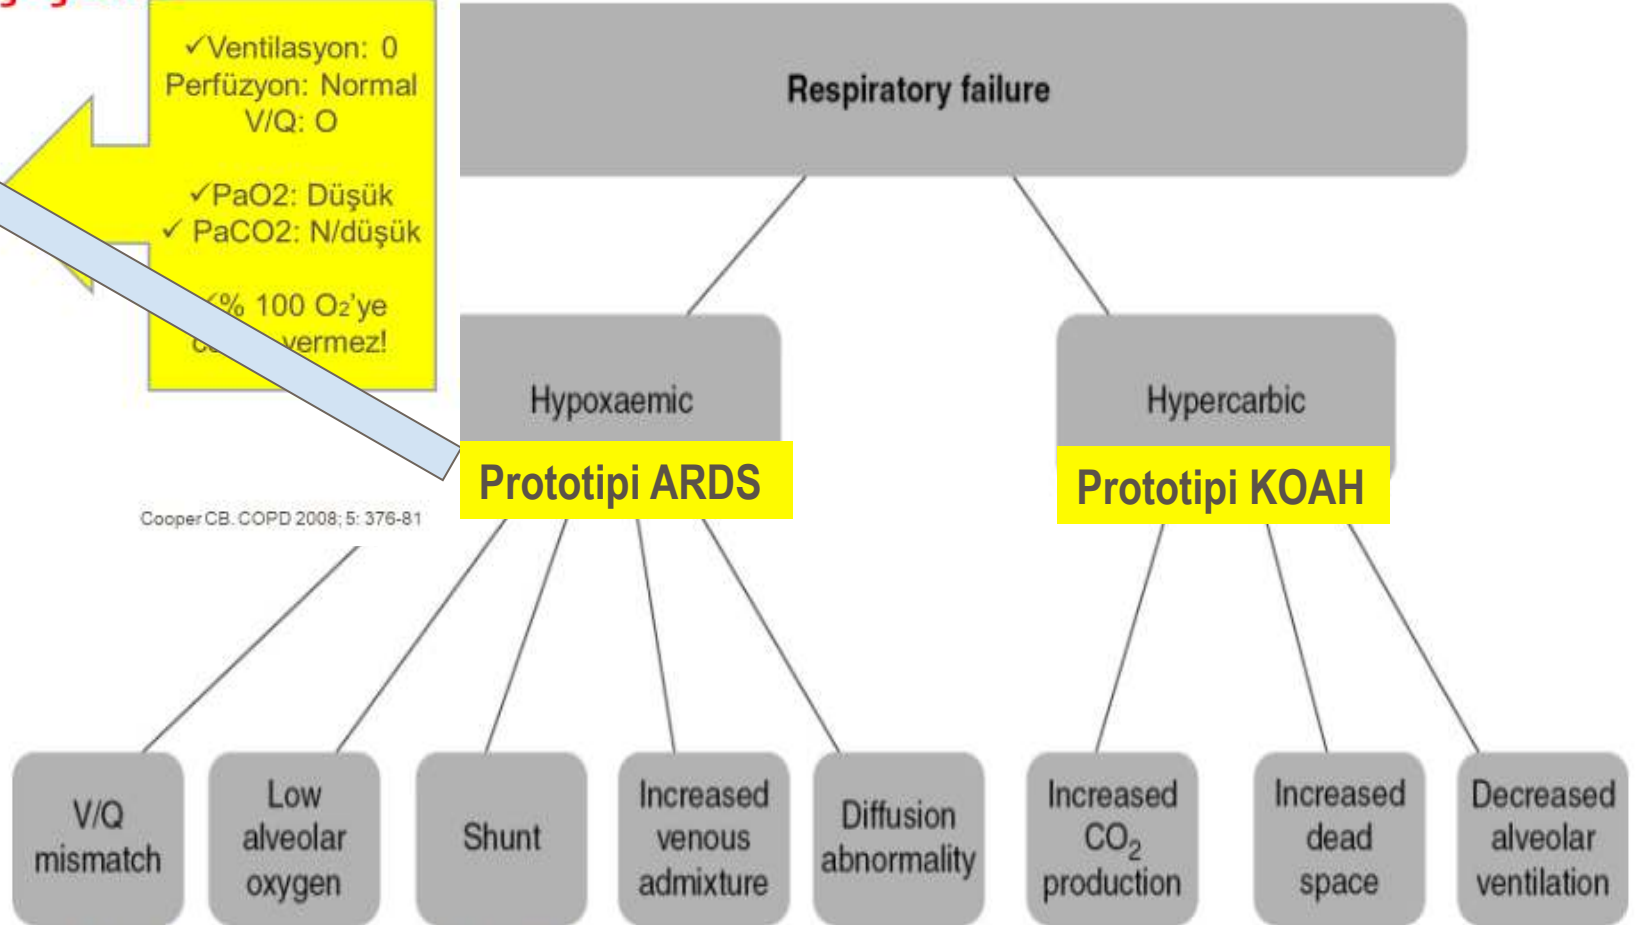 ✓Ventilasyon: 0
Perfüzyon: Normal
V/Q: O
✓PaO2: Düşük
✓ PaCO2: N/düşük
% 100 O2'ye
vermez!
Cooper CB. COPD 2008; 5: 376-81
Respiratory failure
Hypoxaemic
Prototipi ARDS
Hypercarbic
Prototipi KOAH
V/Q
mismatch
Low
alveolar
oxygen
Shunt
Increased
venous
admixture
Diffusion
abnormality
Increased
CO2
production
Increased
dead
space
Decreased
alveolar
ventilation